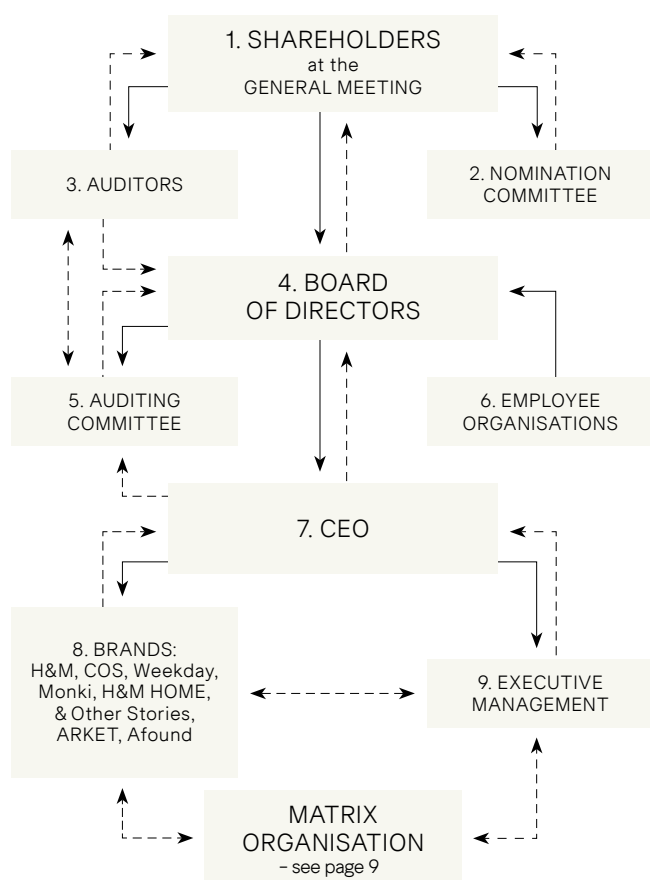 1. SHAREHOLDERS
at the
GENERAL MEETING
3. AUDITORS
2. NOMINATION
COMMITTEE
4. BOARD
OF DIRECTORS
5. AUDITING
COMMITTEE
6. EMPLOYEE
ORGANISATIONS
7. CEO
8. BRANDS:
H&M, COS, Weekday,
Monki, H&M HOME,
& Other Stories,
ARKET, Afound
9. EXECUTIVE
MANAGEMENT
MATRIX
ORGANISATION
– see page 9